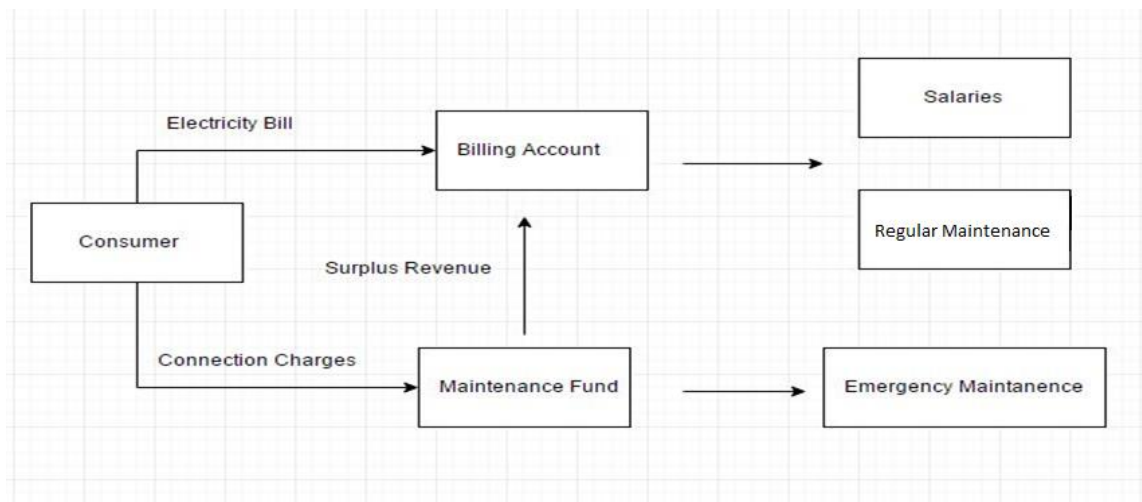 Salaries
Electricity Bill
Billing Account
Regular Maintenance
Consumer
Surplus Revenue
Connection Charges
Maintenance Fund
Emergency Maintanence